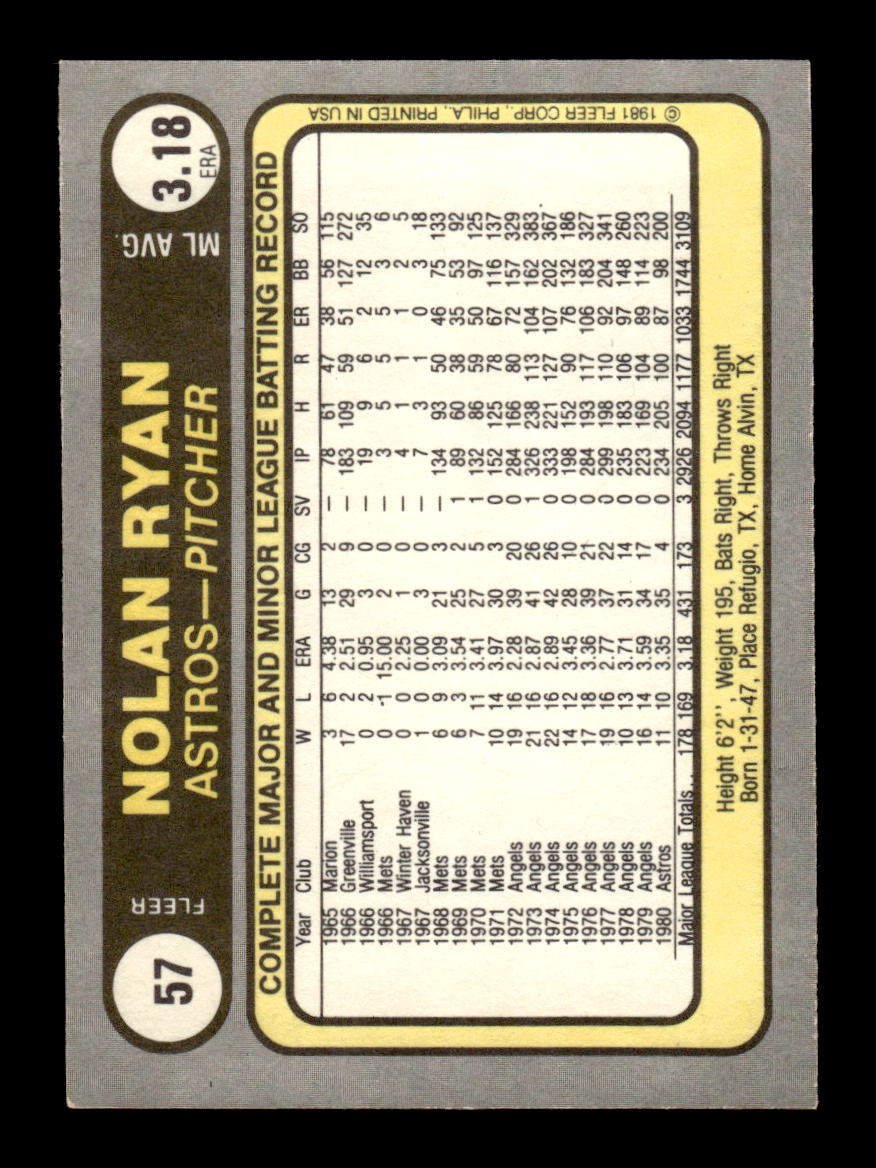 57
FLEER
NOLAN RYAN
ASTROS—PITCHER
ML AVG.
3.18
ERA
COMPLETE MAJOR AND MINOR LEAGUE BATTING RECORD
Year Club W L ERA G CG SV IP H R ER BB SO
1965 Marion 3 6 4.38 13 2 — 78 61 47 38 56 115
1966 Greenville 17 2 2.51 29 9 — 183 109 59 51 127 272
1966 Williamsport 0 2 0.95 3 0 — 19 9 6 2 12 35
1966 Mets 0 -1 15.00 2 0 — 3 5 5 5 3 6
1967 Winter Haven 0 0 2.25 1 0 — 4 1 1 1 2 5
1967 Jacksonville 1 0 0.00 3 0 — 7 3 1 0 3 18
1968 Mets 6 9 3.09 21 3 — 134 93 50 46 75 133
1969 Mets 6 3 3.54 25 2 1 89 60 38 35 53 92
1970 Mets 7 11 3.41 27 5 1 132 86 59 50 97 125
1971 Mets 10 14 3.97 30 3 0 152 125 78 67 116 137
1972 Angels 19 16 2.28 39 20 0 284 166 80 72 157 329
1973 Angels 21 16 2.87 41 26 1 326 238 113 104 162 383
1974 Angels 22 16 2.89 42 26 0 333 221 127 107 202 367
1975 Angels 14 12 3.45 28 10 0 198 152 90 76 132 186
1976 Angels 17 18 3.36 39 21 0 284 193 117 106 183 327
1977 Angels 19 16 2.77 37 22 0 299 198 110 92 204 341
1978 Angels 10 13 3.71 31 14 0 235 183 106 97 148 260
1979 Angels 16 14 3.59 34 17 0 223 169 104 89 114 223
1980 Astros 11 10 3.35 35 4 0 234 205 100 87 98 200
Major League Totals . . 178 169 3.18 431 173 3 2926 2094 1177 1033 1744 3109
Height 6'2'', Weight 195, Bats Right, Throws Right
Born 1-31-47, Place Refugio, TX, Home Alvin, TX
© 1981 FLEER CORP., PHILA., PRINTED IN USA